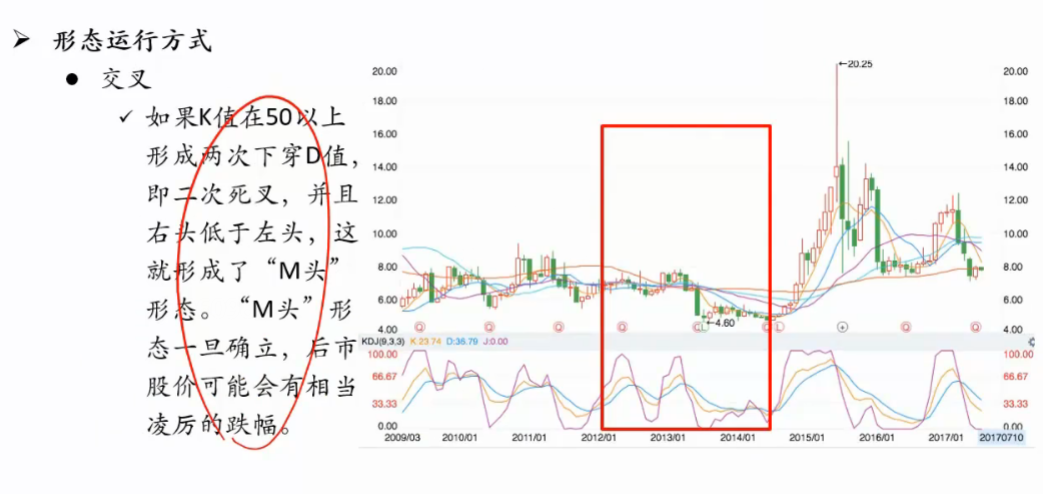 ➢ 形态运行方式
● 交叉
✓ 如果K值在50以上
形成两次下穿D值，
即二次死叉，并且
右头低于左头，这
就形成了“M头”
形态。“M头”形
态一旦确立，后市
股价可能会有相当
凌厉的跌幅。
20.00 ←20.25 20.00
18.00 18.00
16.00 16.00
14.00 14.00
12.00 12.00
10.00 10.00
8.00 8.00
6.00 6.00
←4.60
4.00 4.00
KDJ(9,3,3) K:23.74 D:36.79 J:0.00
100.00 100.00
66.67 66.67
33.33 33.33
0.00 0.00
2009/03 2010/01 2011/01 2012/01 2013/01 2014/01 2015/01 2016/01 2017/01 20170710